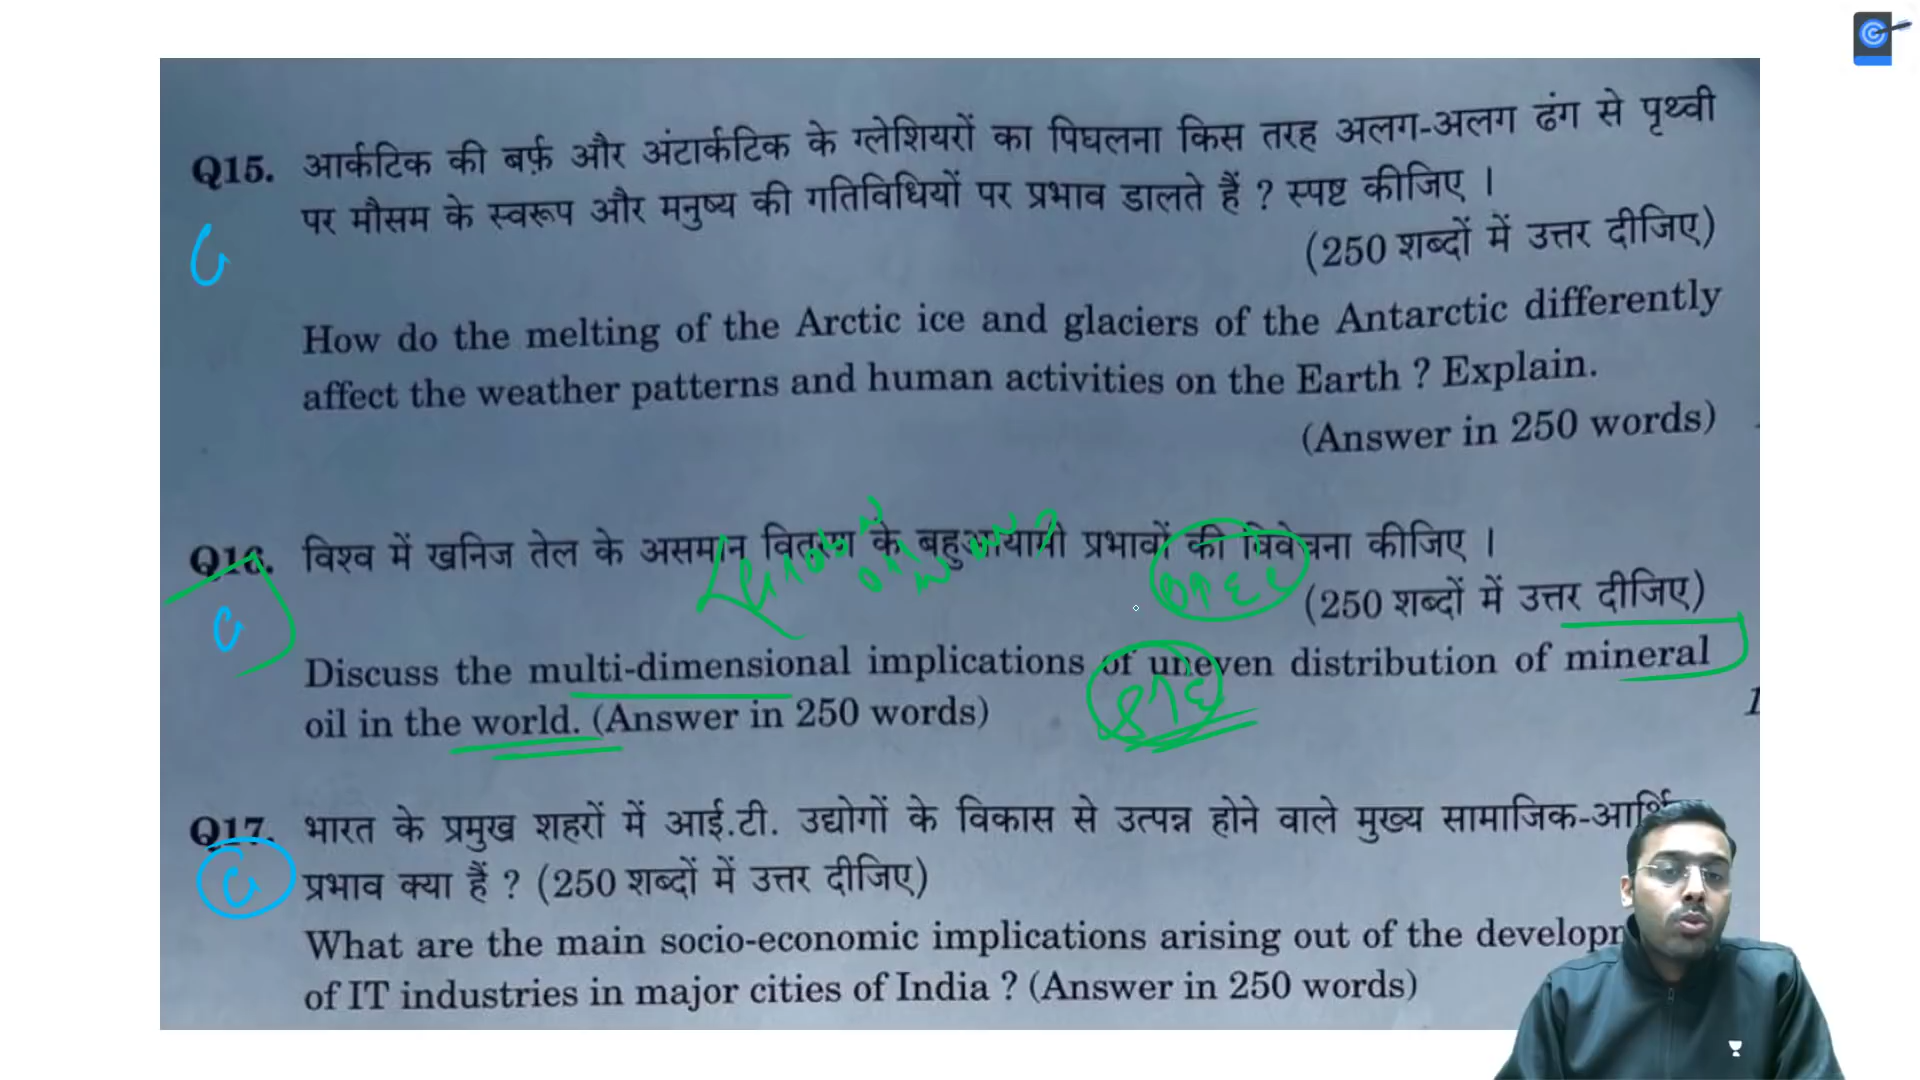 Q15. आर्कटिक की बर्फ़ और अंटार्कटिक के ग्लेशियरों का पिघलना किस तरह अलग-अलग ढंग से पृथ्वी
पर मौसम के स्वरूप और मनुष्य की गतिविधियों पर प्रभाव डालते हैं ? स्पष्ट कीजिए ।
(250 शब्दों में उत्तर दीजिए)
How do the melting of the Arctic ice and glaciers of the Antarctic differently
affect the weather patterns and human activities on the Earth ? Explain.
(Answer in 250 words)
Q16. विश्व में खनिज तेल के असमान वितरण के बहुआयामी प्रभावों की विवेचना कीजिए ।
(250 शब्दों में उत्तर दीजिए)
Discuss the multi-dimensional implications of uneven distribution of mineral
oil in the world. (Answer in 250 words)
Q17. भारत के प्रमुख शहरों में आई.टी. उद्योगों के विकास से उत्पन्न होने वाले मुख्य सामाजिक-आर्थि
प्रभाव क्या हैं ? (250 शब्दों में उत्तर दीजिए)
What are the main socio-economic implications arising out of the develop
of IT industries in major cities of India ? (Answer in 250 words)